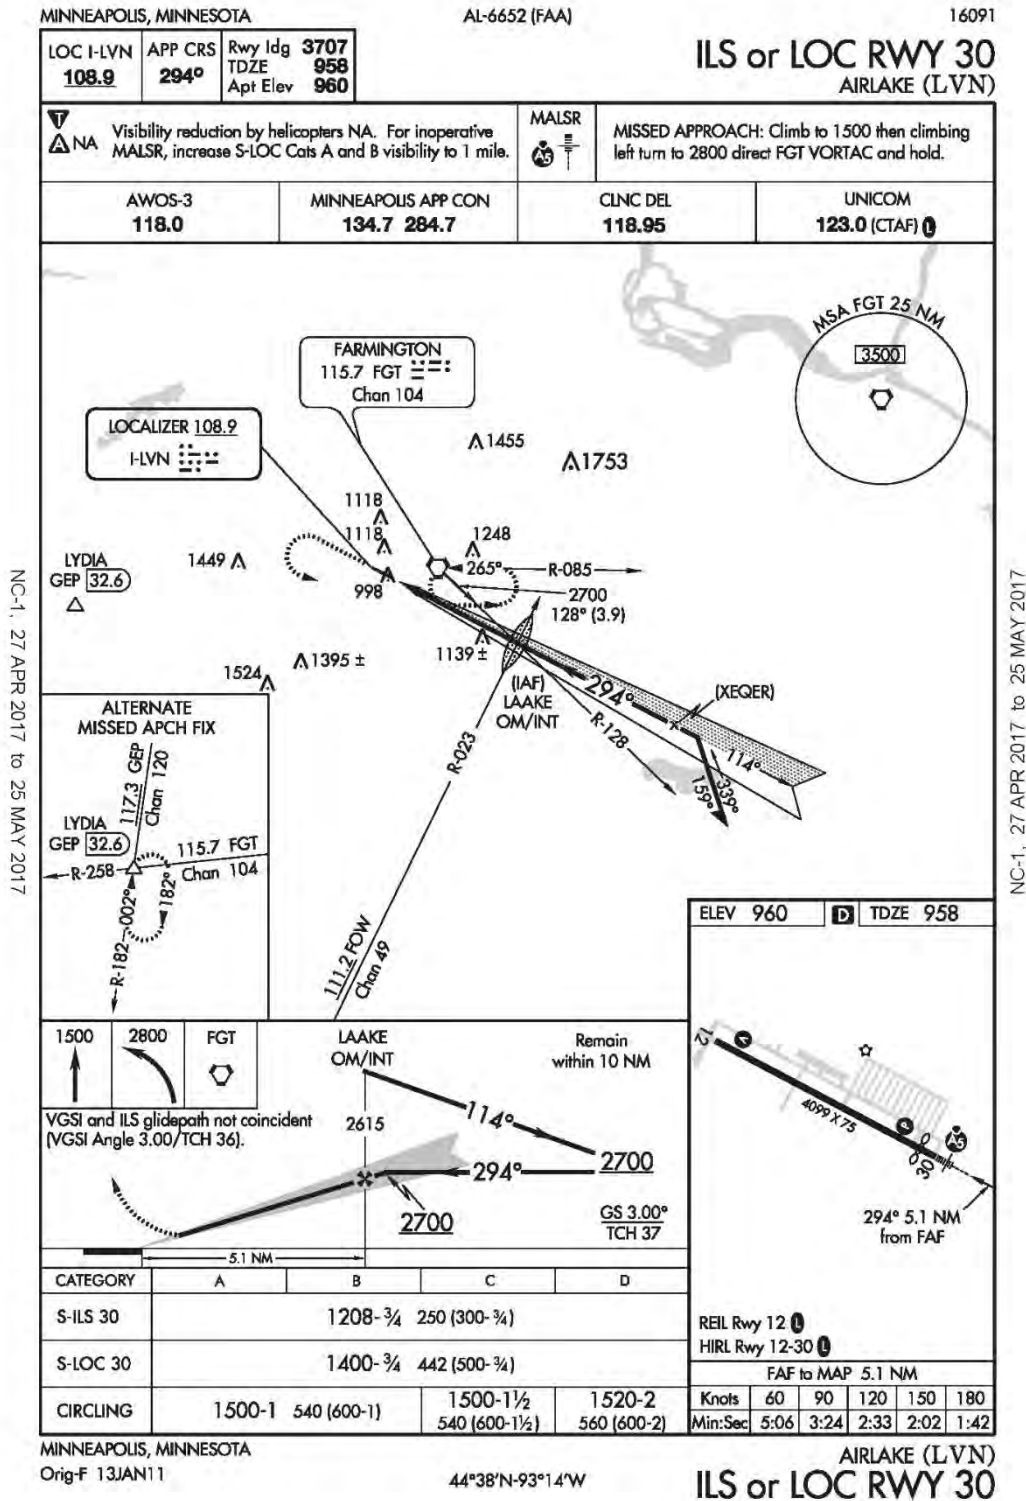 MINNEAPOLIS, MINNESOTA
AL-6652 (FAA)
16091
LOC I-LVN
108.9
APP CRS
294°
Rwy ldg 3707
TDZE 958
Apt Elev 960
ILS or LOC RWY 30
AIRLAKE (LVN)
T
A NA
Visibility reduction by helicopters NA. For inoperative
MALSR, increase S-LOC Cats A and B visibility to 1 mile.
MALSR
A5
MISSED APPROACH: Climb to 1500 then climbing
left turn to 2800 direct FGT VORTAC and hold.
AWOS-3
118.0
MINNEAPOLIS APP CON
134.7 284.7
CLNC DEL
118.95
UNICOM
123.0 (CTAF) L
MSA FGT 25 NM
3500
FARMINGTON
115.7 FGT
Chan 104
LOCALIZER 108.9
I-LVN
1455
1753
1118
1118
1248
1449
998
265°
R-085
2700
128° (3.9)
LYDIA
GEP 32.6
1139 ±
1395 ±
1524
(IAF)
LAAKE
OM/INT
294°
(XEQER)
R-128
R-023
114°
339°
159°
111.2 FOW
Chan 49
ALTERNATE
MISSED APCH FIX
117.3 GEP
Chan 120
LYDIA
GEP 32.6
115.7 FGT
Chan 104
R-258
182°
R-182
002°
NC-1, 27 APR 2017 to 25 MAY 2017
NC-1, 27 APR 2017 to 25 MAY 2017
ELEV 960
D
TDZE 958
12
A
P
A5
4099 X 75
30
294° 5.1 NM
from FAF
REIL Rwy 12 L
HIRL Rwy 12-30 L
1500
2800
FGT
LAAKE
OM/INT
Remain
within 10 NM
VGSI and ILS glidepath not coincident
(VGSI Angle 3.00/TCH 36).
2615
114°
2700
294°
2700
GS 3.00°
TCH 37
5.1 NM
CATEGORY A B C D
S-ILS 30 1208-¾ 250 (300-¾)
S-LOC 30 1400-¾ 442 (500-¾)
CIRCLING
1500-1 540 (600-1)
1500-1½
540 (600-1½)
1520-2
560 (600-2)
FAF to MAP 5.1 NM
Knots 60 90 120 150 180
Min:Sec 5:06 3:24 2:33 2:02 1:42
MINNEAPOLIS, MINNESOTA
Orig-F 13JAN11
44°38'N-93°14'W
AIRLAKE (LVN)
ILS or LOC RWY 30